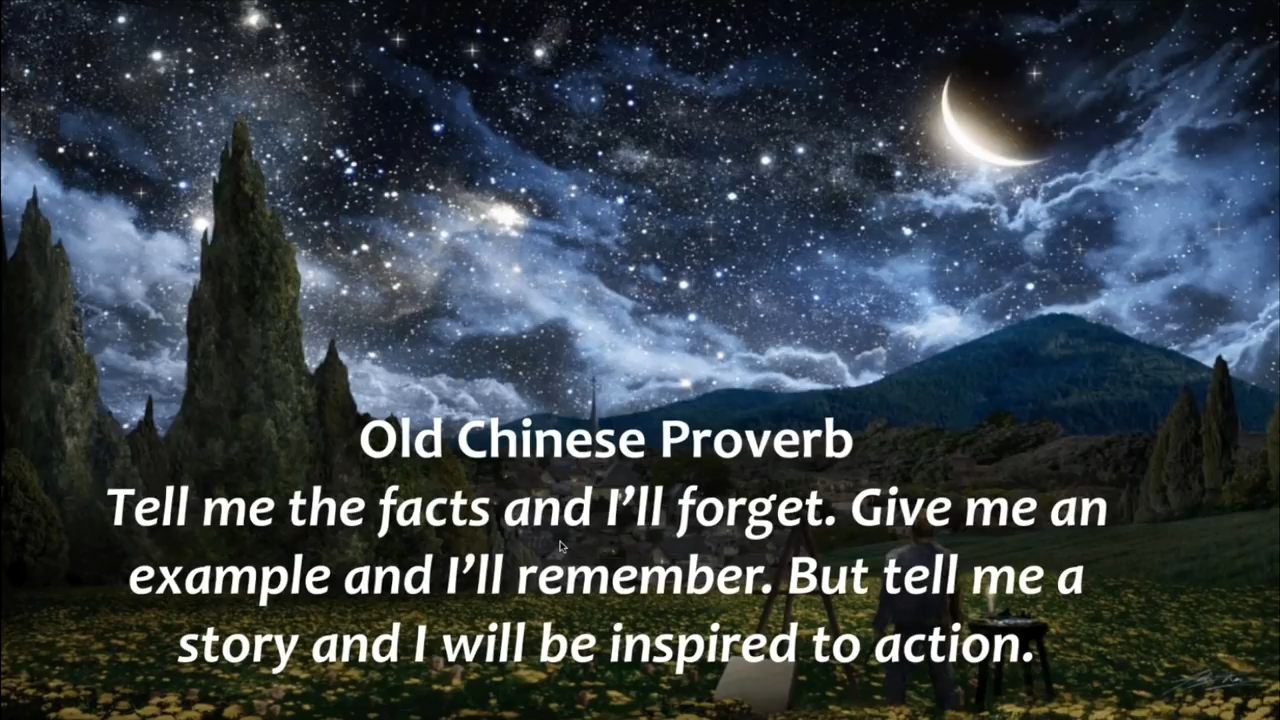 Old Chinese Proverb
Tell me the facts and I’ll forget. Give me an
example and I’ll remember. But tell me a
story and I will be inspired to action.